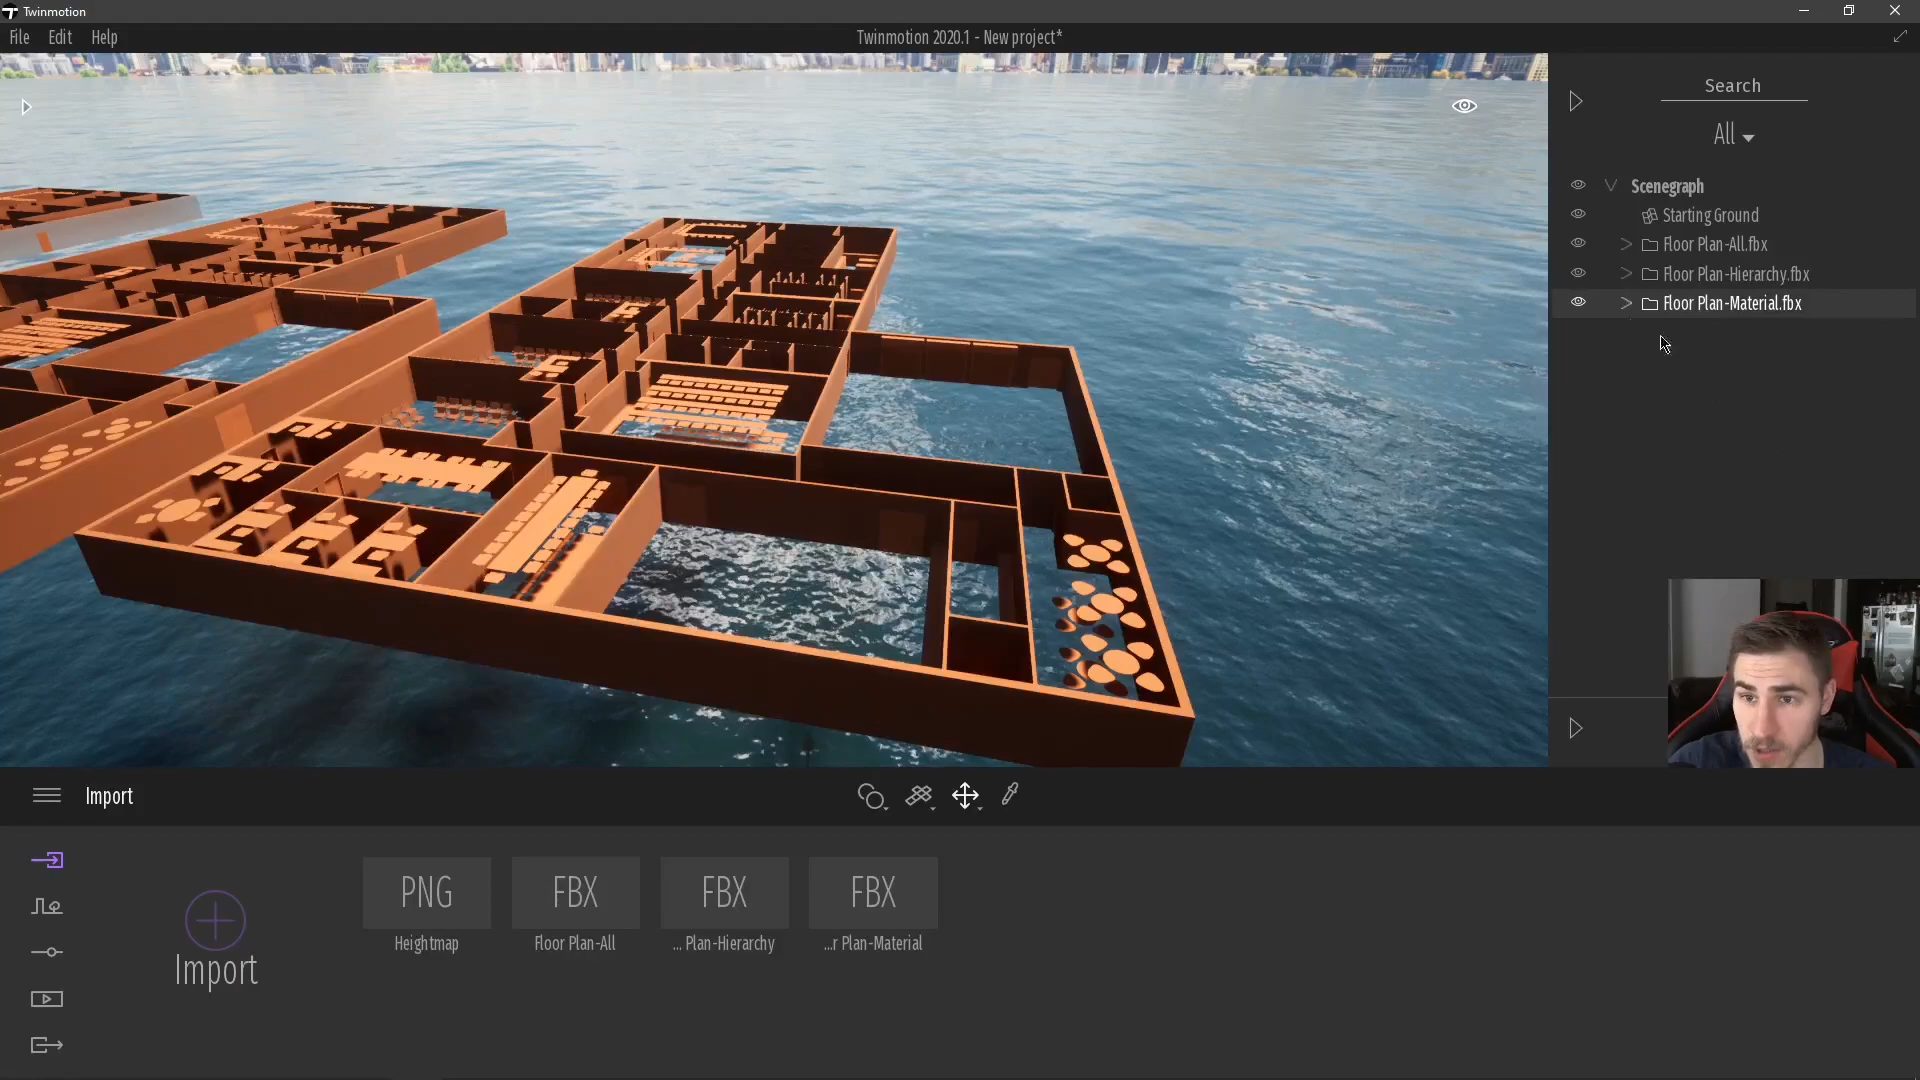 Twinmotion
File Edit Help
Twinmotion 2020.1 - New project*
Search
All
Scenegraph
Starting Ground
Floor Plan-All.fbx
Floor Plan-Hierarchy.fbx
Floor Plan-Material.fbx
Import
PNG
FBX
FBX
FBX
Heightmap
Floor Plan-All
... Plan-Hierarchy
...r Plan-Material
Import